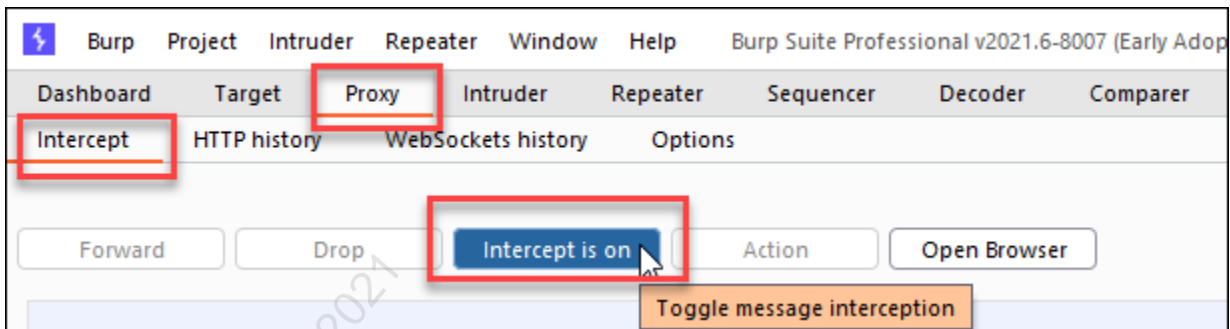 Burp Project Intruder Repeater Window Help Burp Suite Professional v2021.6-8007 (Early Adop
Dashboard Target Proxy Intruder Repeater Sequencer Decoder Comparer
Intercept HTTP history WebSockets history Options
Forward Drop Intercept is on Action Open Browser
Toggle message interception
2021